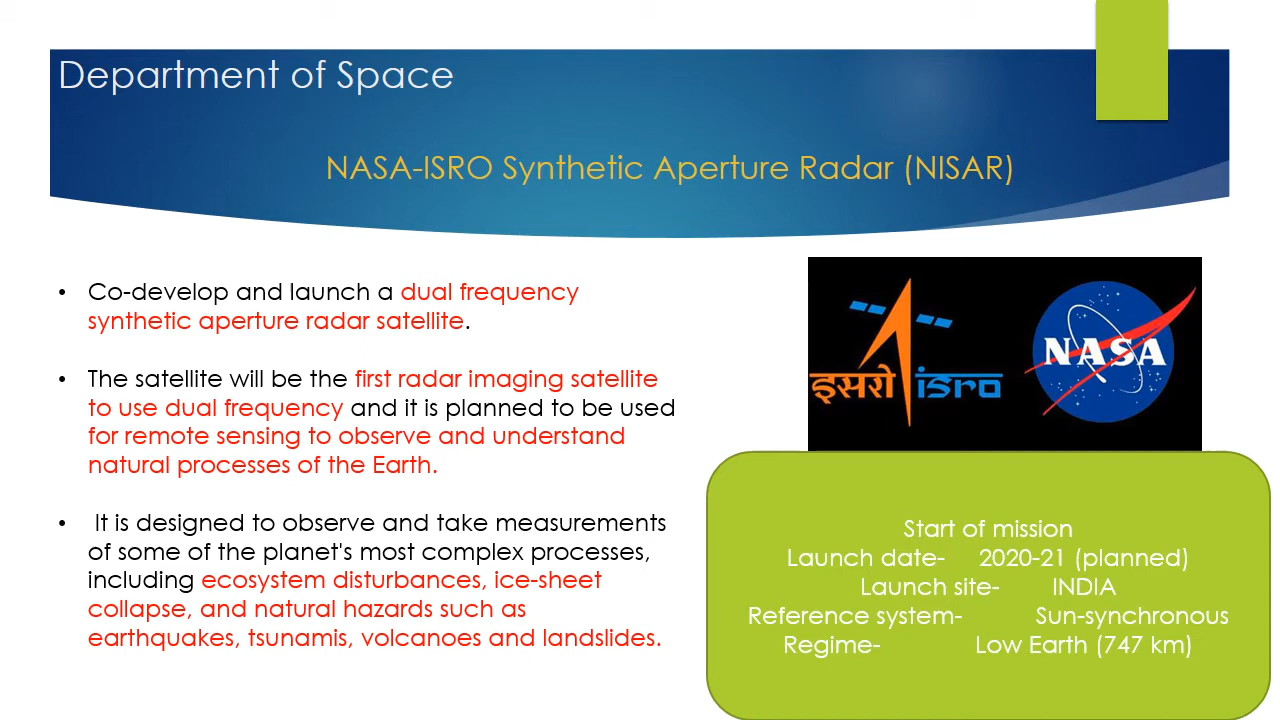 Department of Space
NASA-ISRO Synthetic Aperture Radar (NISAR)
• Co-develop and launch a dual frequency
synthetic aperture radar satellite.
• The satellite will be the first radar imaging satellite
to use dual frequency and it is planned to be used
for remote sensing to observe and understand
natural processes of the Earth.
• It is designed to observe and take measurements
of some of the planet's most complex processes,
including ecosystem disturbances, ice-sheet
collapse, and natural hazards such as
earthquakes, tsunamis, volcanoes and landslides.
इसरो isro
NASA
Start of mission
Launch date- 2020-21 (planned)
Launch site- INDIA
Reference system- Sun-synchronous
Regime- Low Earth (747 km)